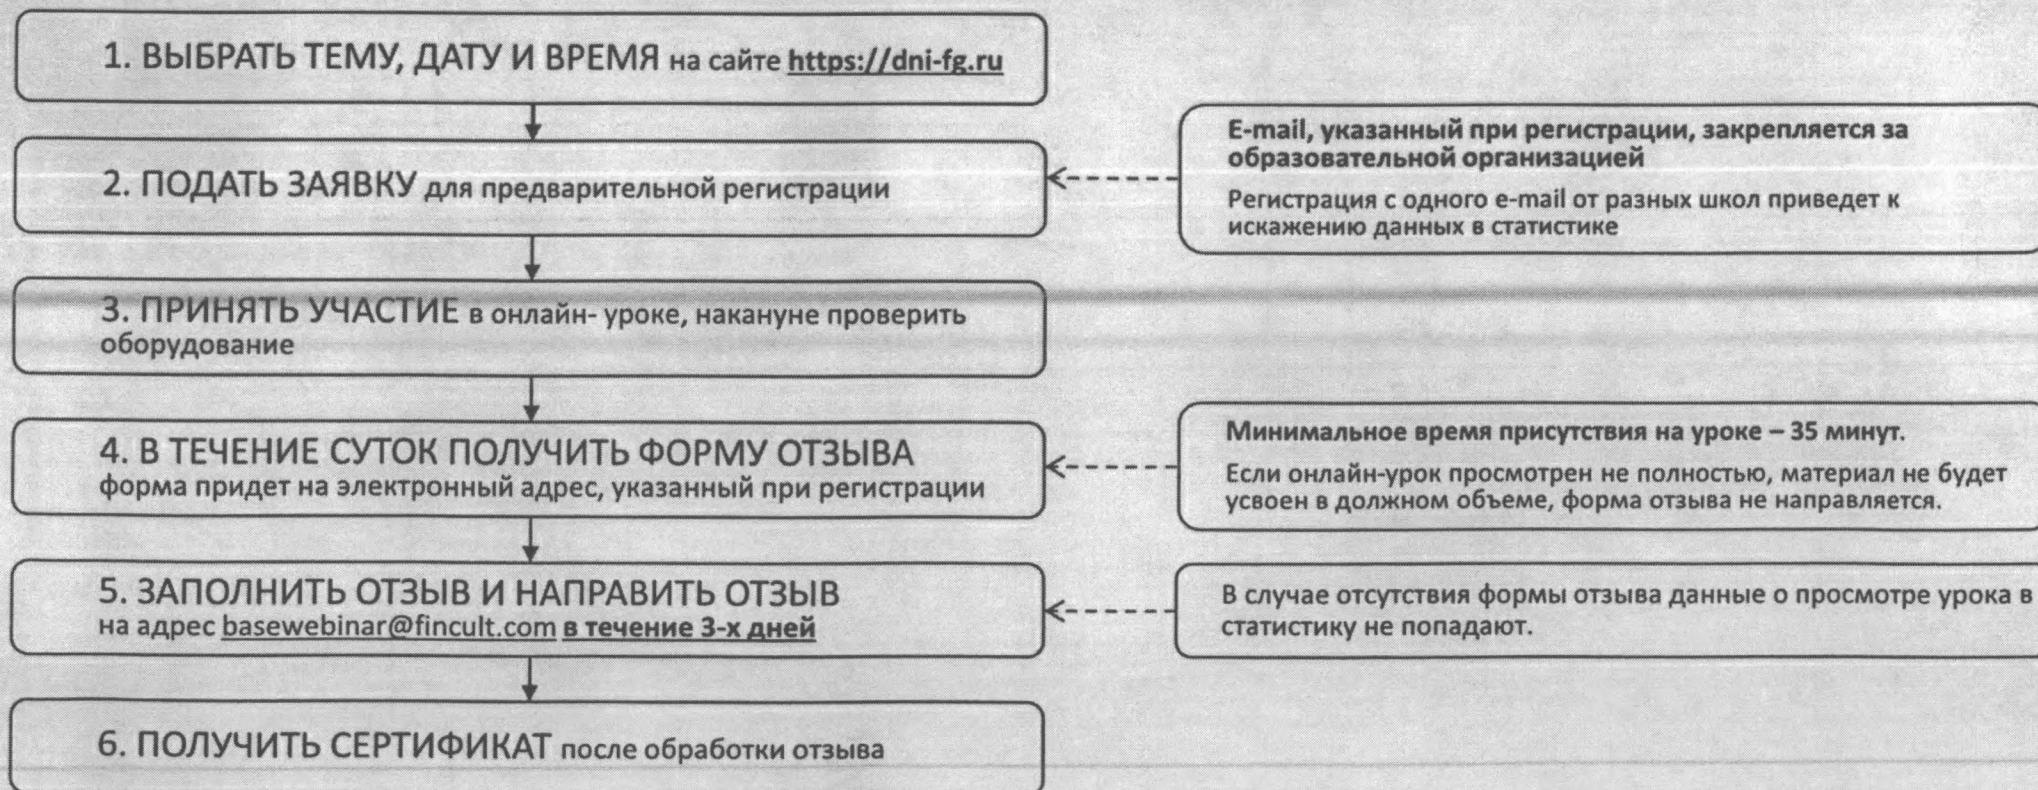 1. ВЫБРАТЬ ТЕМУ, ДАТУ И ВРЕМЯ на сайте https://dni-fg.ru
2. ПОДАТЬ ЗАЯВКУ для предварительной регистрации
E-mail, указанный при регистрации, закрепляется за
образовательной организацией
Регистрация с одного e-mail от разных школ приведет к
искажению данных в статистике
3. ПРИНЯТЬ УЧАСТИЕ в онлайн- уроке, накануне проверить
оборудование
4. В ТЕЧЕНИЕ СУТОК ПОЛУЧИТЬ ФОРМУ ОТЗЫВА
форма придет на электронный адрес, указанный при регистрации
Минимальное время присутствия на уроке – 35 минут.
Если онлайн-урок просмотрен не полностью, материал не будет
усвоен в должном объеме, форма отзыва не направляется.
5. ЗАПОЛНИТЬ ОТЗЫВ И НАПРАВИТЬ ОТЗЫВ
на адрес basewebinar@fincult.com в течение 3-х дней
В случае отсутствия формы отзыва данные о просмотре урока в
статистику не попадают.
6. ПОЛУЧИТЬ СЕРТИФИКАТ после обработки отзыва